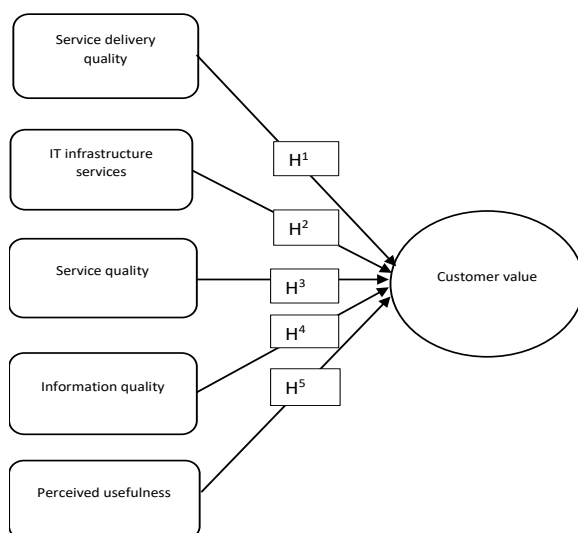 Service delivery
quality
H¹
IT infrastructure
services
H²
Service quality
H³
Customer value
H⁴
Information quality
H⁵
Perceived usefulness